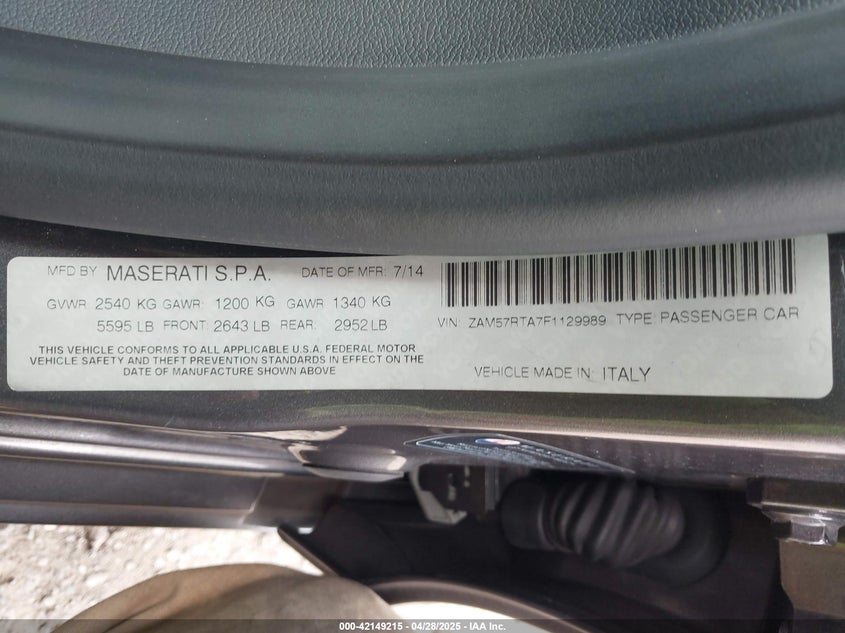 MFD BY MASERATI S.P.A. DATE OF MFR: 7/14
GVWR: 2540 KG GAWR: 1200 KG GAWR 1340 KG
5595 LB FRONT: 2643 LB REAR: 2952 LB
THIS VEHICLE CONFORMS TO ALL APPLICABLE U.S.A. FEDERAL MOTOR
VEHICLE SAFETY AND THEFT PREVENTION STANDARDS IN EFFECT ON THE
DATE OF MANUFACTURE SHOWN ABOVE
VIN: ZAM57RTA7F1129989 TYPE: PASSENGER CAR
VEHICLE MADE IN: ITALY
000-42149215 - 04/28/2025 - IAA Inc.